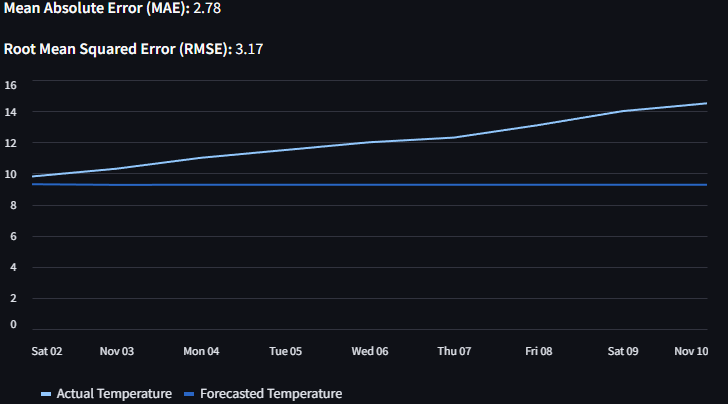 Mean Absolute Error (MAE): 2.78
Root Mean Squared Error (RMSE): 3.17
16
14
12
10
8
6
4
2
0
Sat 02 Nov 03 Mon 04 Tue 05 Wed 06 Thu 07 Fri 08 Sat 09 Nov 10
Actual Temperature Forecasted Temperature